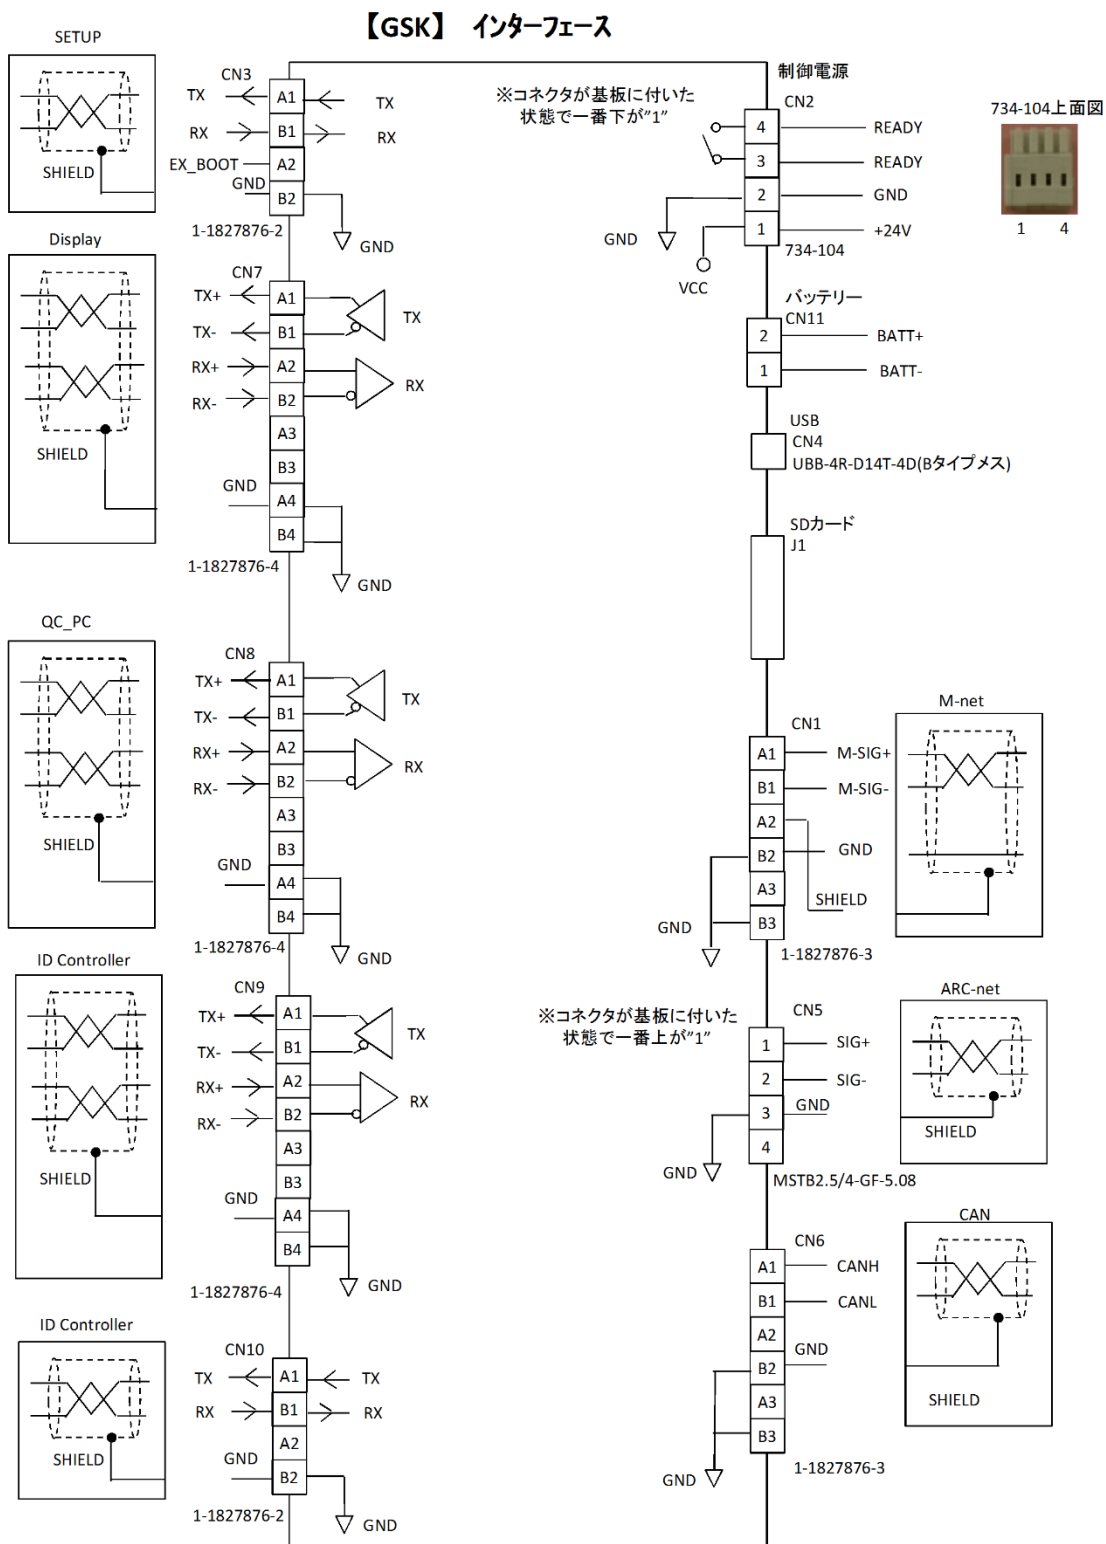 【GSK】 インターフェース
SETUP
SHIELD
CN3
TX
A1
TX
RX
B1
RX
EX_BOOT
A2
GND
B2
1-1827876-2
GND
Display
SHIELD
CN7
TX+
A1
TX-
B1
TX
RX+
A2
RX-
B2
RX
A3
B3
GND
A4
B4
1-1827876-4
GND
QC_PC
SHIELD
CN8
TX+
A1
TX-
B1
TX
RX+
A2
RX-
B2
RX
A3
B3
GND
A4
B4
1-1827876-4
GND
ID Controller
SHIELD
CN9
TX+
A1
TX-
B1
TX
RX+
A2
RX-
B2
RX
A3
B3
GND
A4
B4
1-1827876-4
GND
ID Controller
SHIELD
CN10
TX
A1
TX
RX
B1
RX
A2
GND
B2
1-1827876-2
GND
制御電源
※コネクタが基板に付いた
状態で一番下が"1"
CN2
4
READY
3
READY
2
GND
1
+24V
GND
VCC
734-104
734-104上面図
1 4
バッテリー
CN11
2
BATT+
1
BATT-
USB
CN4
UBB-4R-D14T-4D(Bタイプメス)
SDカード
J1
CN1
A1
M-SIG+
B1
M-SIG-
A2
B2
GND
A3
SHIELD
B3
GND
1-1827876-3
M-net
※コネクタが基板に付いた
状態で一番上が"1"
CN5
1
SIG+
2
SIG-
3
GND
4
GND
MSTB2.5/4-GF-5.08
ARC-net
SHIELD
CN6
A1
CANH
B1
CANL
A2
B2
GND
A3
B3
GND
1-1827876-3
CAN
SHIELD